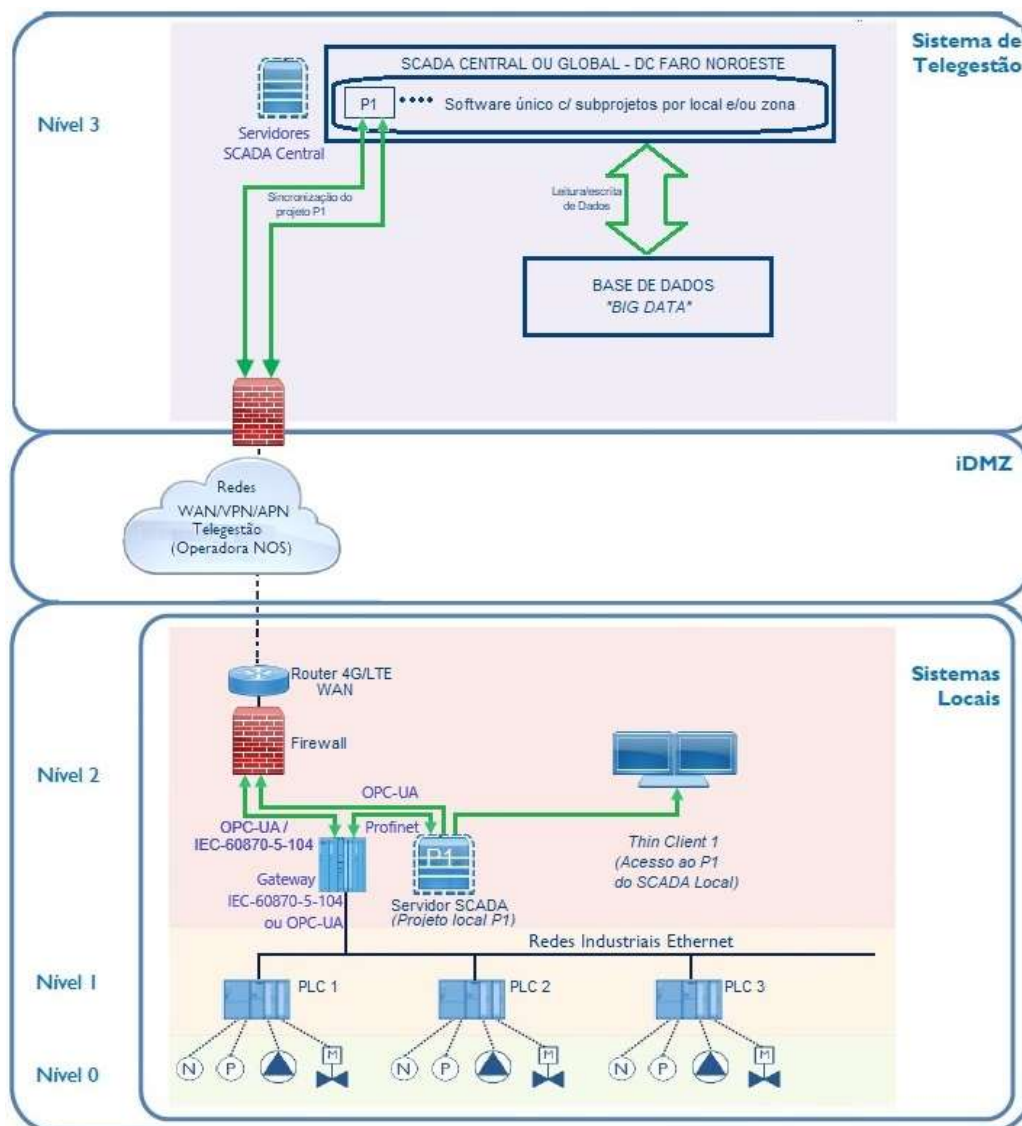 Sistema de
Telegestão
SCADA CENTRAL OU GLOBAL - DC FARO NOROESTE
P1
Software único c/ subprojetos por local e/ou zona
Nível 3
Servidores
SCADA Central
Sincronização do
projeto P1
Leitura/escrita
de Dados
BASE DE DADOS
"BIG DATA"
iDMZ
Redes
WAN/VPN/APN
Telegestão
(Operadora NOS)
Router 4G/LTE
WAN
Sistemas
Locais
Firewall
Nível 2
OPC-UA
OPC-UA /
IEC-60870-5-104
Profinet
P1
Gateway
IEC-60870-5-104
ou OPC-UA
Servidor SCADA
(Projeto local P1)
Thin Client 1
(Acesso ao P1
do SCADA Local)
Redes Industriais Ethernet
Nível 1
PLC 1
PLC 2
PLC 3
Nível 0
N P M
N P M
N P M